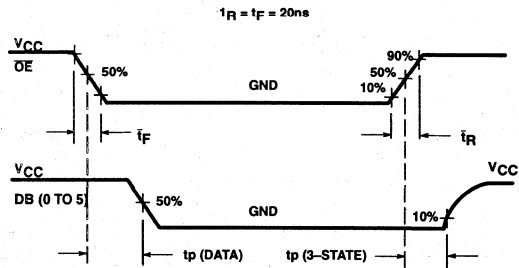 1R = tF = 20ns
VCC
OE
50%
GND
90%
50%
10%
tF
tR
VCC
DB (0 TO 5)
50%
GND
10%
VCC
tp (DATA)
tp (3–STATE)